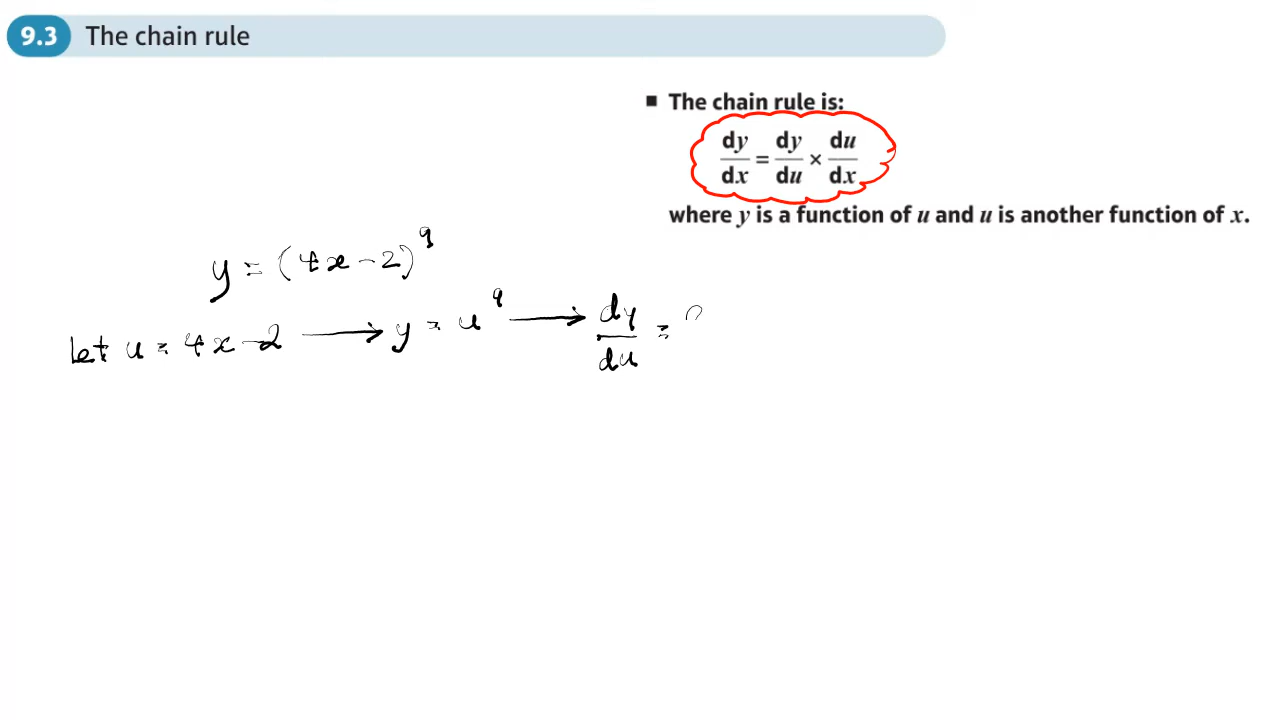 9.3 The chain rule
■ The chain rule is:
dy/dx = dy/du × du/dx
where y is a function of u and u is another function of x.
y = (4x - 2)^9
let u = 4x - 2 → y = u^9 → dy/du =